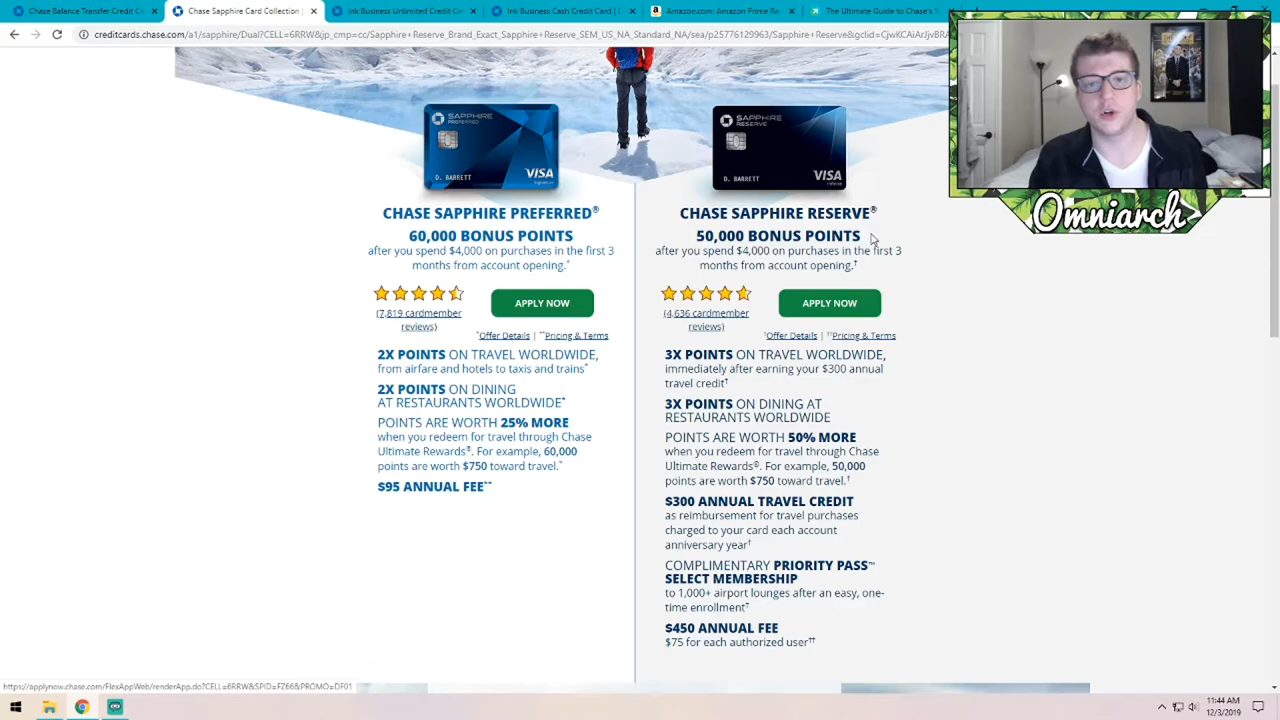 Chase Balance Transfer Credit C
Chase Sapphire Card Collection
Ink Business Unlimited Credit Ca
Ink Business Cash Credit Card | C
Amazon.com: Amazon Prime Re
The Ultimate Guide to Chase's 5
creditcards.chase.com/a1/sapphire/Dual?CELL=6RRW&jp_cmp=cc/Sapphire+Reserve_Brand_Exact_Sapphire+Reserve_SEM_US_NA_Standard_NA/sea/p25776129963/Sapphire+Reserve&gclid=CjwKCAiArJjvBRA
SAPPHIRE
PREFERRED
D. BARRETT
VISA
Signature
SAPPHIRE
RESERVE
D. BARRETT
VISA
Infinite
Omniarch
CHASE SAPPHIRE PREFERRED®
60,000 BONUS POINTS
after you spend $4,000 on purchases in the first 3
months from account opening.*
(7,819 cardmember
reviews)
APPLY NOW
*Offer Details | **Pricing & Terms
2X POINTS ON TRAVEL WORLDWIDE,
from airfare and hotels to taxis and trains*
2X POINTS ON DINING
AT RESTAURANTS WORLDWIDE*
POINTS ARE WORTH 25% MORE
when you redeem for travel through Chase
Ultimate Rewards®. For example, 60,000
points are worth $750 toward travel.*
$95 ANNUAL FEE**
CHASE SAPPHIRE RESERVE®
50,000 BONUS POINTS
after you spend $4,000 on purchases in the first 3
months from account opening.†
(4,636 cardmember
reviews)
APPLY NOW
†Offer Details | ††Pricing & Terms
3X POINTS ON TRAVEL WORLDWIDE,
immediately after earning your $300 annual
travel credit†
3X POINTS ON DINING AT
RESTAURANTS WORLDWIDE
POINTS ARE WORTH 50% MORE
when you redeem for travel through Chase
Ultimate Rewards®. For example, 50,000
points are worth $750 toward travel.†
$300 ANNUAL TRAVEL CREDIT
as reimbursement for travel purchases
charged to your card each account
anniversary year†
COMPLIMENTARY PRIORITY PASS™
SELECT MEMBERSHIP
to 1,000+ airport lounges after an easy, one-
time enrollment†
$450 ANNUAL FEE
$75 for each authorized user††
https://applynow.chase.com/FlexAppWeb/renderApp.do?CELL=6RRW&SPID=FZ66&PROMO=DF01
11:44 AM
12/3/2019